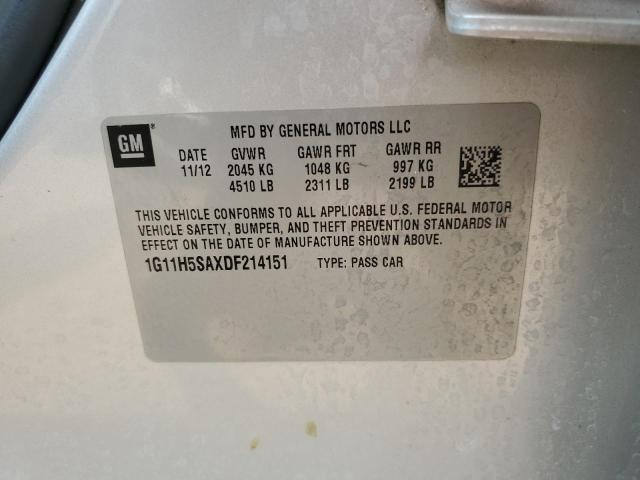 GM
MFD BY GENERAL MOTORS LLC
DATE GVWR GAWR FRT GAWR RR
11/12 2045 KG 1048 KG 997 KG
4510 LB 2311 LB 2199 LB
THIS VEHICLE CONFORMS TO ALL APPLICABLE U.S. FEDERAL MOTOR
VEHICLE SAFETY, BUMPER, AND THEFT PREVENTION STANDARDS IN
EFFECT ON THE DATE OF MANUFACTURE SHOWN ABOVE.
1G11H5SAXDF214151 TYPE: PASS CAR